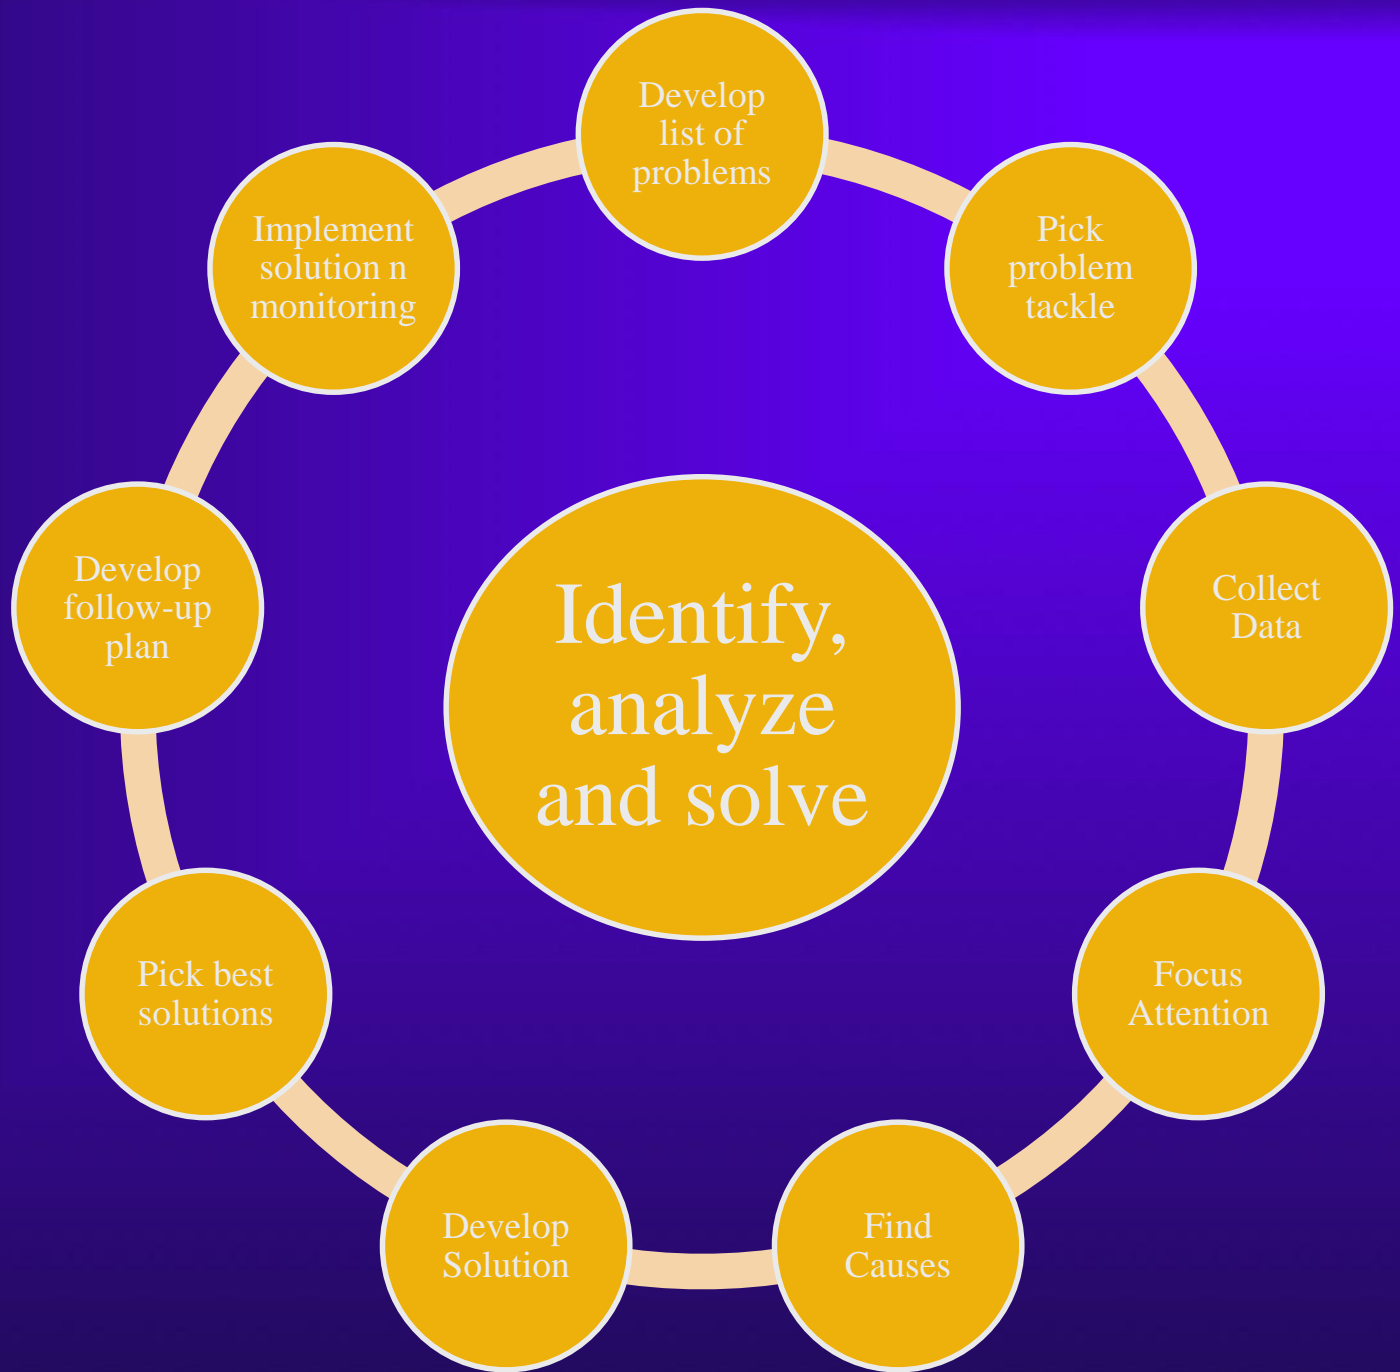 Develop
list of
problems
Pick
problem
tackle
Collect
Data
Focus
Attention
Find
Causes
Develop
Solution
Pick best
solutions
Develop
follow-up
plan
Implement
solution n
monitoring
Identify,
analyze
and solve